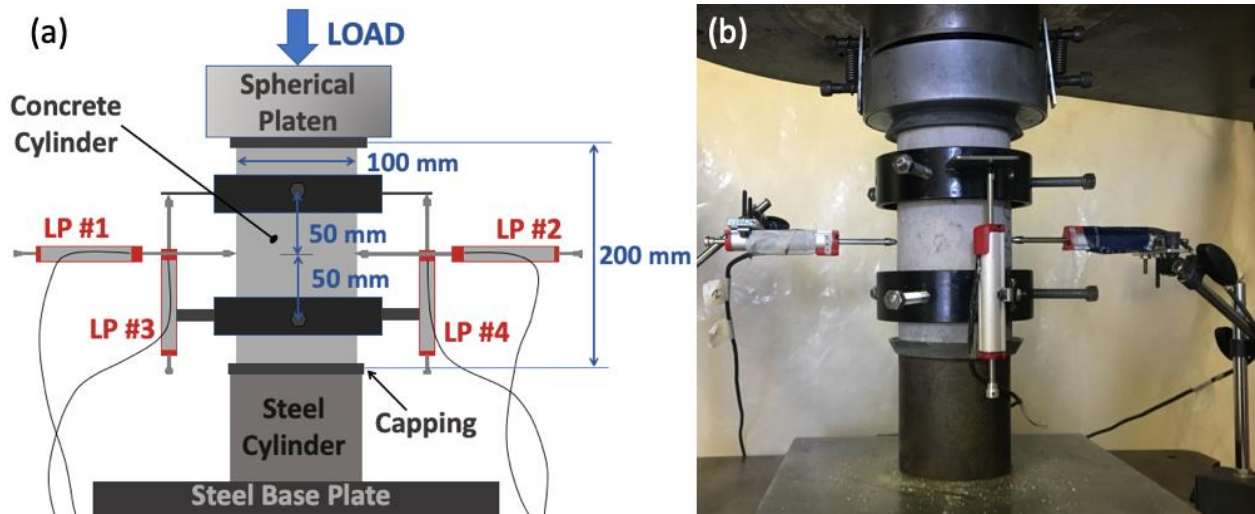 (a)
LOAD
Spherical
Platen
Concrete
Cylinder
100 mm
LP #1
50 mm
LP #2
200 mm
50 mm
LP #3
LP #4
Steel
Cylinder
Capping
Steel Base Plate
(b)